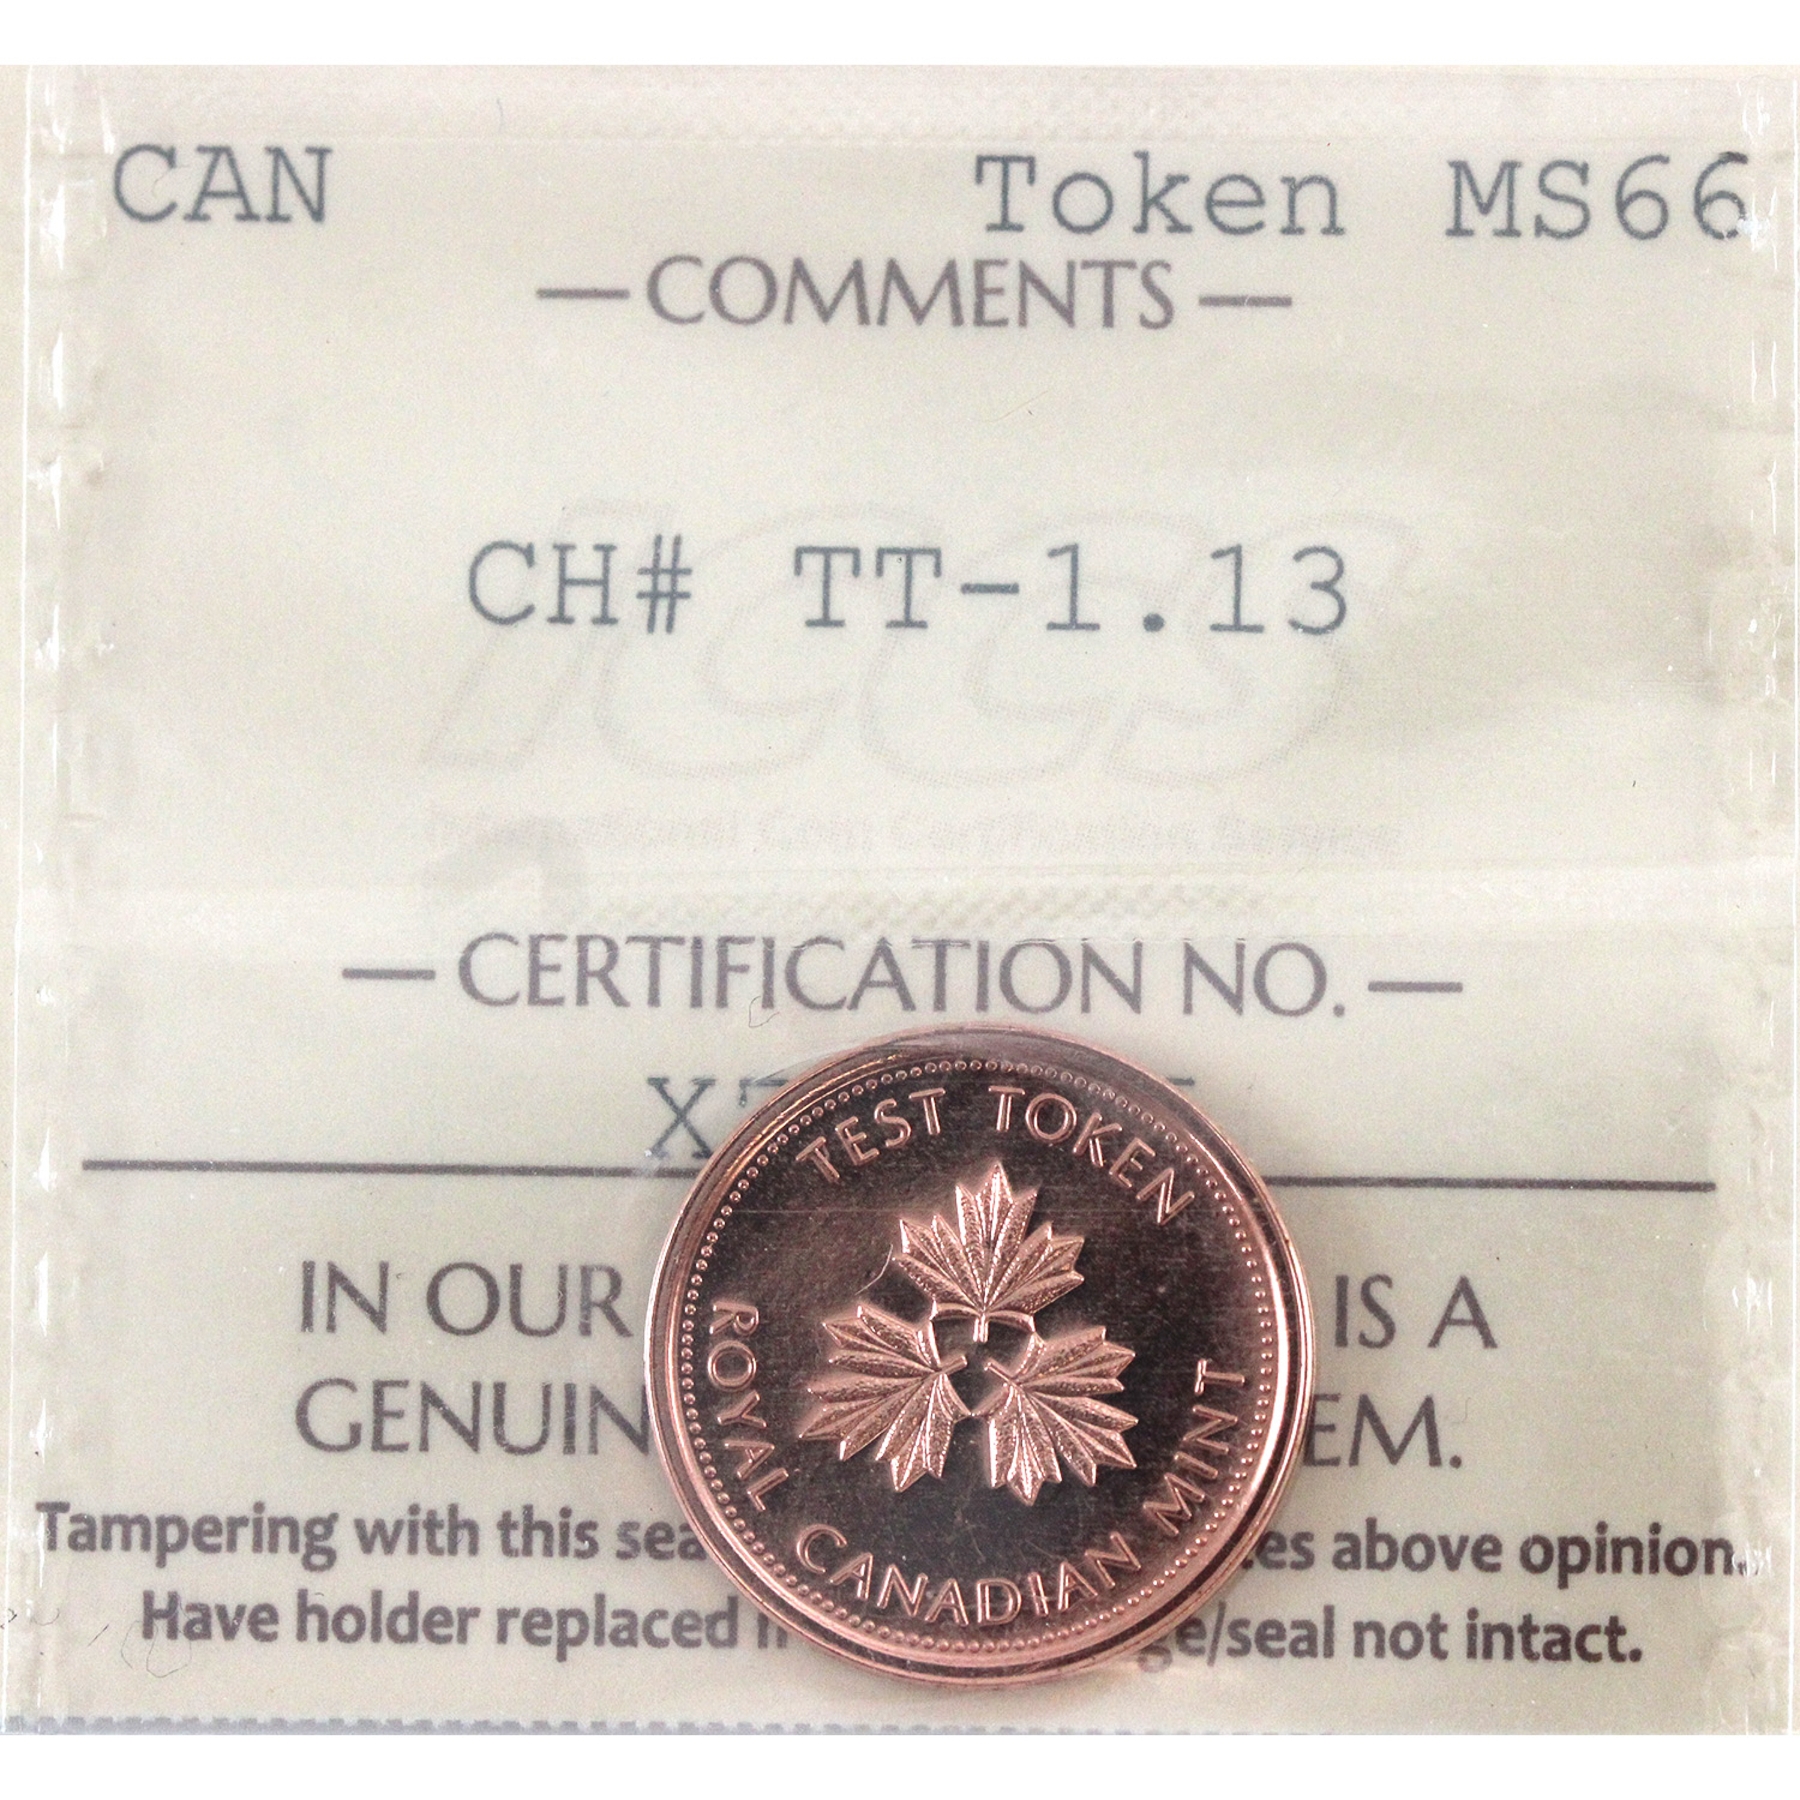 CAN Token MS66
— COMMENTS —
CH# TT-1.13
ICCS
— CERTIFICATION NO. —
TEST TOKEN
ROYAL CANADIAN MINT
IN OUR IS A
GENUIN EM.
Tampering with this sea es above opinion.
Have holder replaced e/seal not intact.